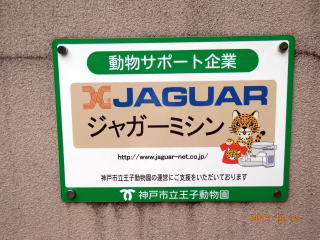 動物サポート企業
JAGUAR
ジャガーミシン
http://www.jaguar-net.co.jp/
神戸市立王子動物園の運営にご支援をいただいております
神戸市立王子動物園